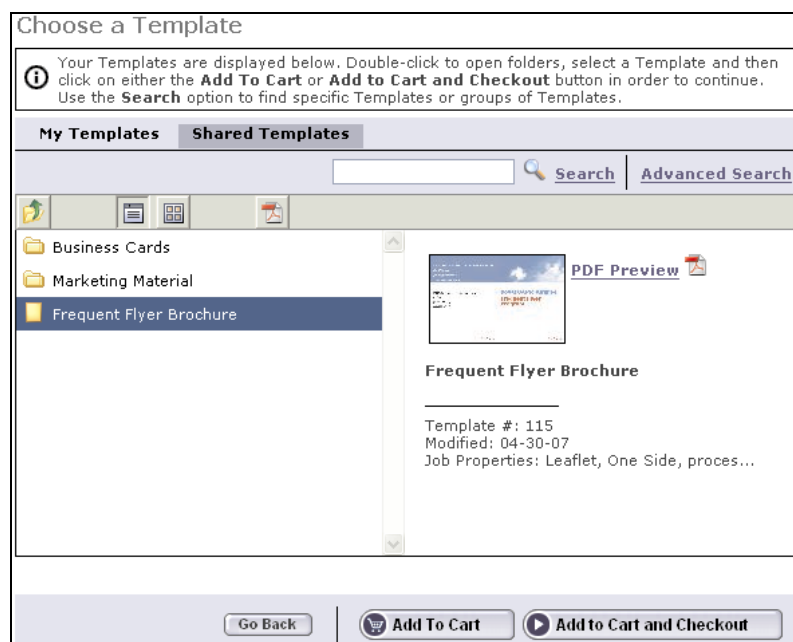 Choose a Template
Your Templates are displayed below. Double-click to open folders, select a Template and then
click on either the Add To Cart or Add to Cart and Checkout button in order to continue.
Use the Search option to find specific Templates or groups of Templates.
My Templates Shared Templates
Search Advanced Search
Business Cards
Marketing Material
Frequent Flyer Brochure
PDF Preview
Frequent Flyer Brochure
Template #: 115
Modified: 04-30-07
Job Properties: Leaflet, One Side, proces...
Go Back Add To Cart Add to Cart and Checkout